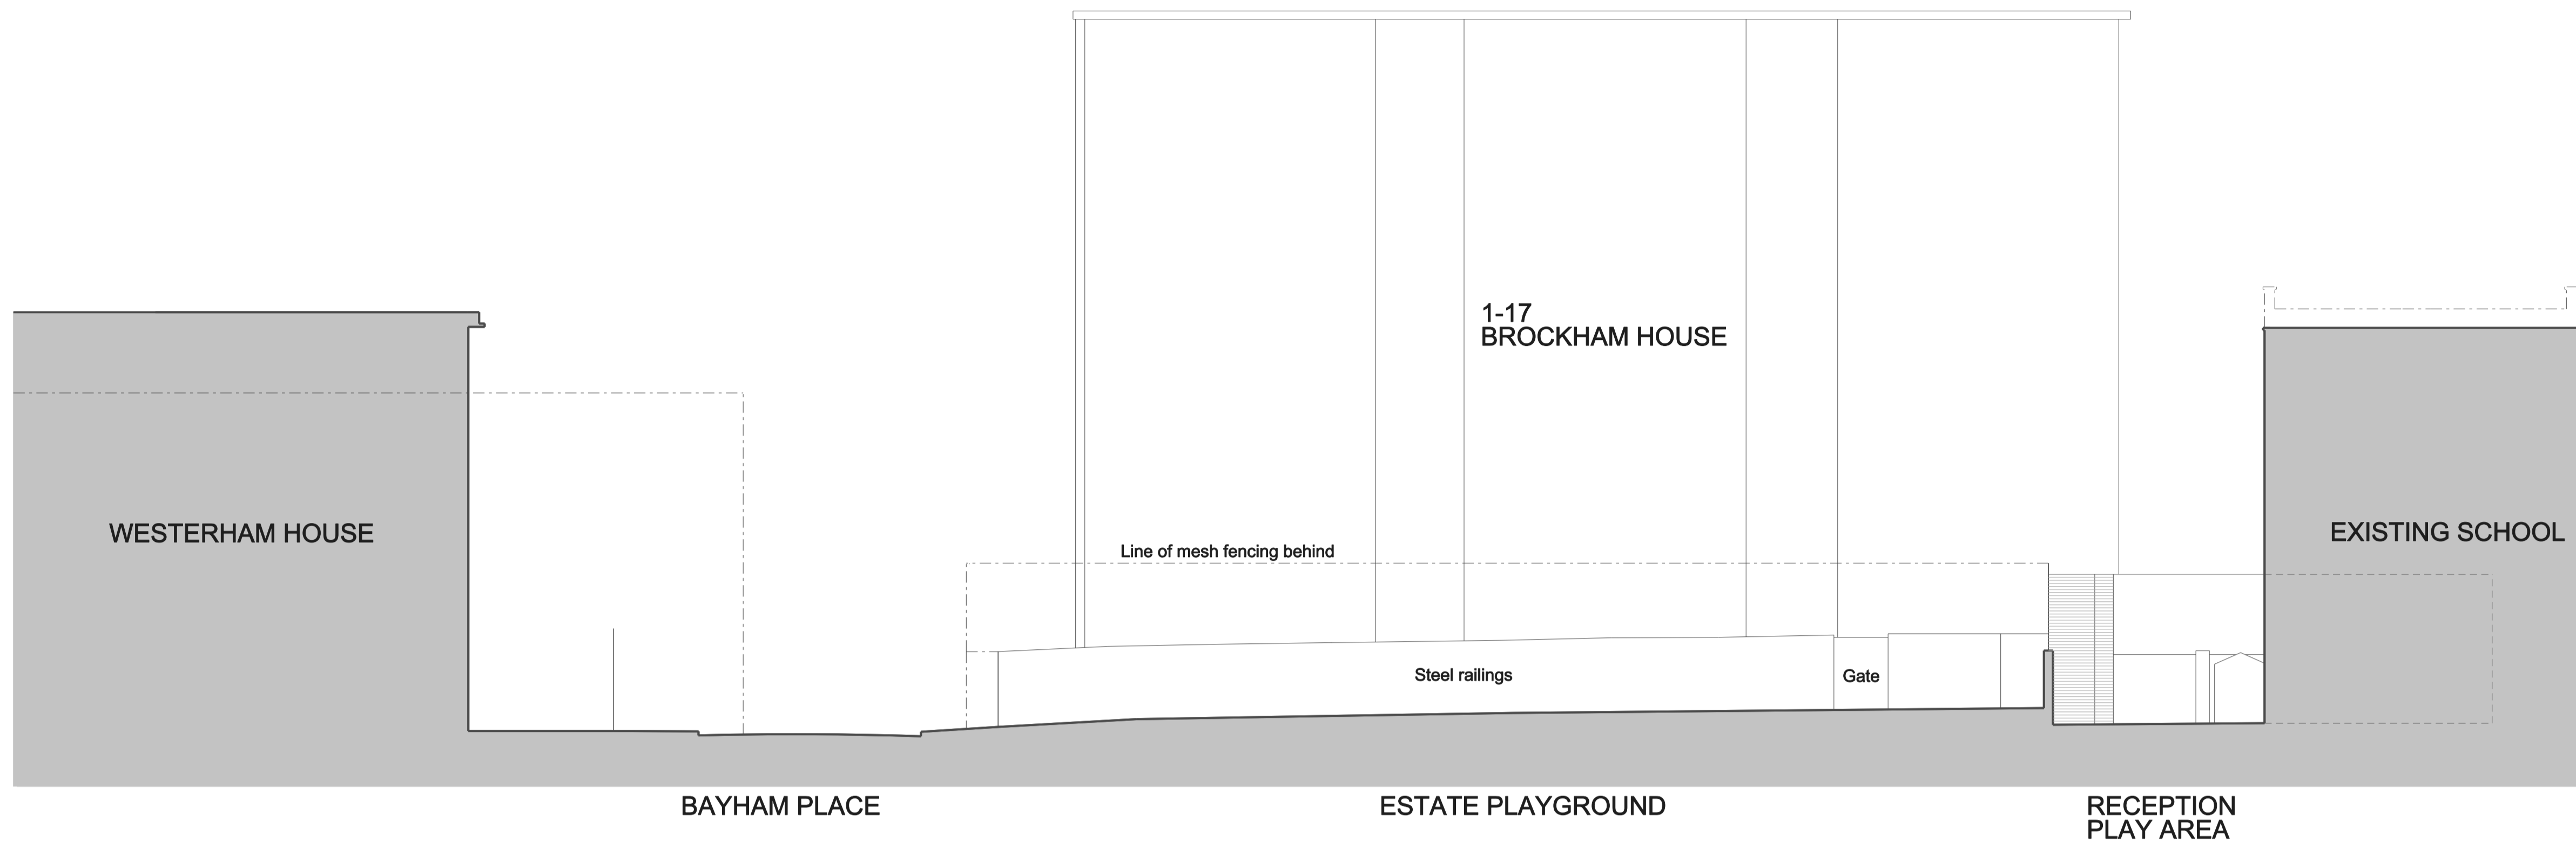 1-17
BROCKHAM HOUSE
WESTERHAM HOUSE
EXISTING SCHOOL
Line of mesh fencing behind
Steel railings
Gate
BAYHAM PLACE
ESTATE PLAYGROUND
RECEPTION
PLAY AREA